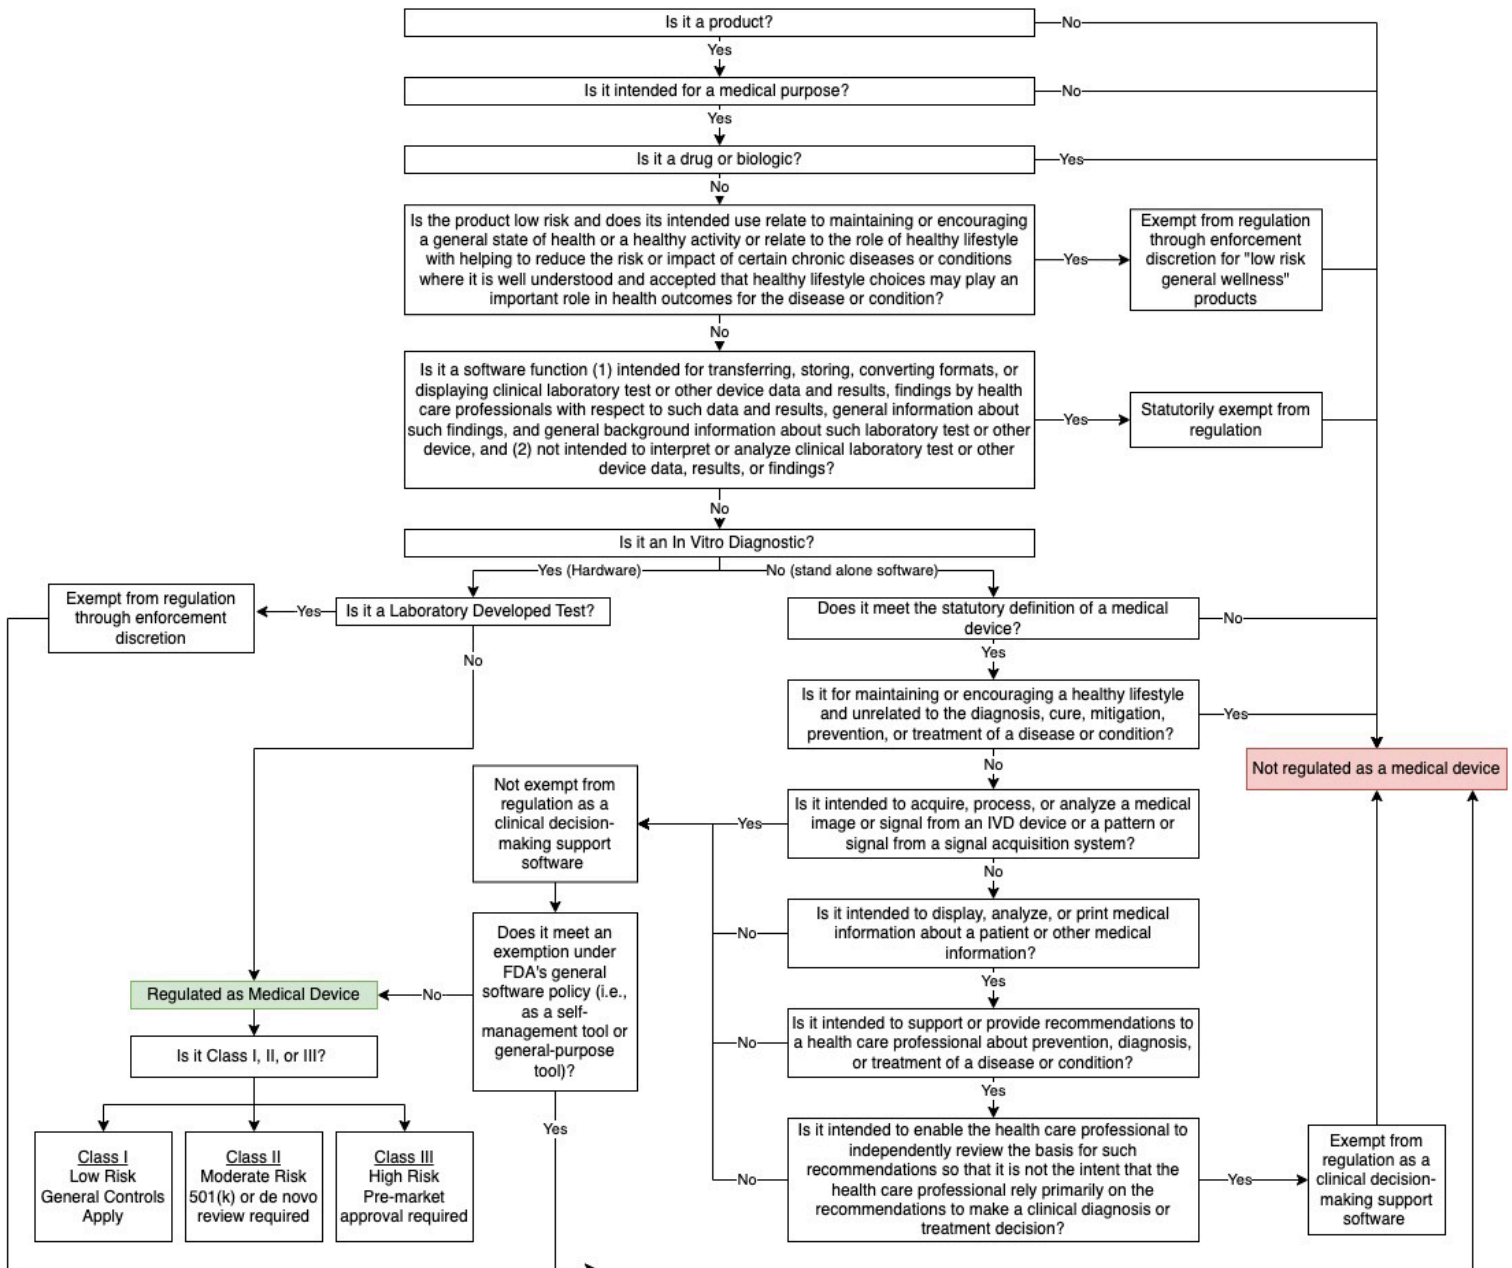 Is it a product?
No
Yes
Is it intended for a medical purpose?
No
Yes
Is it a drug or biologic?
Yes
No
Is the product low risk and does its intended use relate to maintaining or encouraging
a general state of health or a healthy activity or relate to the role of healthy lifestyle
with helping to reduce the risk or impact of certain chronic diseases or conditions
where it is well understood and accepted that healthy lifestyle choices may play an
important role in health outcomes for the disease or condition?
Yes
Exempt from regulation
through enforcement
discretion for "low risk
general wellness"
products
No
Is it a software function (1) intended for transferring, storing, converting formats, or
displaying clinical laboratory test or other device data and results, findings by health
care professionals with respect to such data and results, general information about
such findings, and general background information about such laboratory test or other
device, and (2) not intended to interpret or analyze clinical laboratory test or other
device data, results, or findings?
Yes
Statutorily exempt from
regulation
No
Is it an In Vitro Diagnostic?
Yes (Hardware)
No (stand alone software)
Exempt from regulation
through enforcement
discretion
Yes
Is it a Laboratory Developed Test?
No
Does it meet the statutory definition of a medical
device?
No
Yes
Is it for maintaining or encouraging a healthy lifestyle
and unrelated to the diagnosis, cure, mitigation,
prevention, or treatment of a disease or condition?
Yes
No
Not regulated as a medical device
Not exempt from
regulation as a
clinical decision-
making support
software
Yes
Is it intended to acquire, process, or analyze a medical
image or signal from an IVD device or a pattern or
signal from a signal acquisition system?
No
Is it intended to display, analyze, or print medical
information about a patient or other medical
information?
No
Yes
Does it meet an
exemption under
FDA's general
software policy (i.e.,
as a self-
management tool or
general-purpose
tool)?
No
Yes
Regulated as Medical Device
Is it Class I, II, or III?
Is it intended to support or provide recommendations to
a health care professional about prevention, diagnosis,
or treatment of a disease or condition?
No
Yes
Class I
Low Risk
General Controls
Apply
Class II
Moderate Risk
501(k) or de novo
review required
Class III
High Risk
Pre-market
approval required
Is it intended to enable the health care professional to
independently review the basis for such
recommendations so that it is not the intent that the
health care professional rely primarily on the
recommendations to make a clinical diagnosis or
treatment decision?
No
Yes
Exempt from
regulation as a
clinical decision-
making support
software